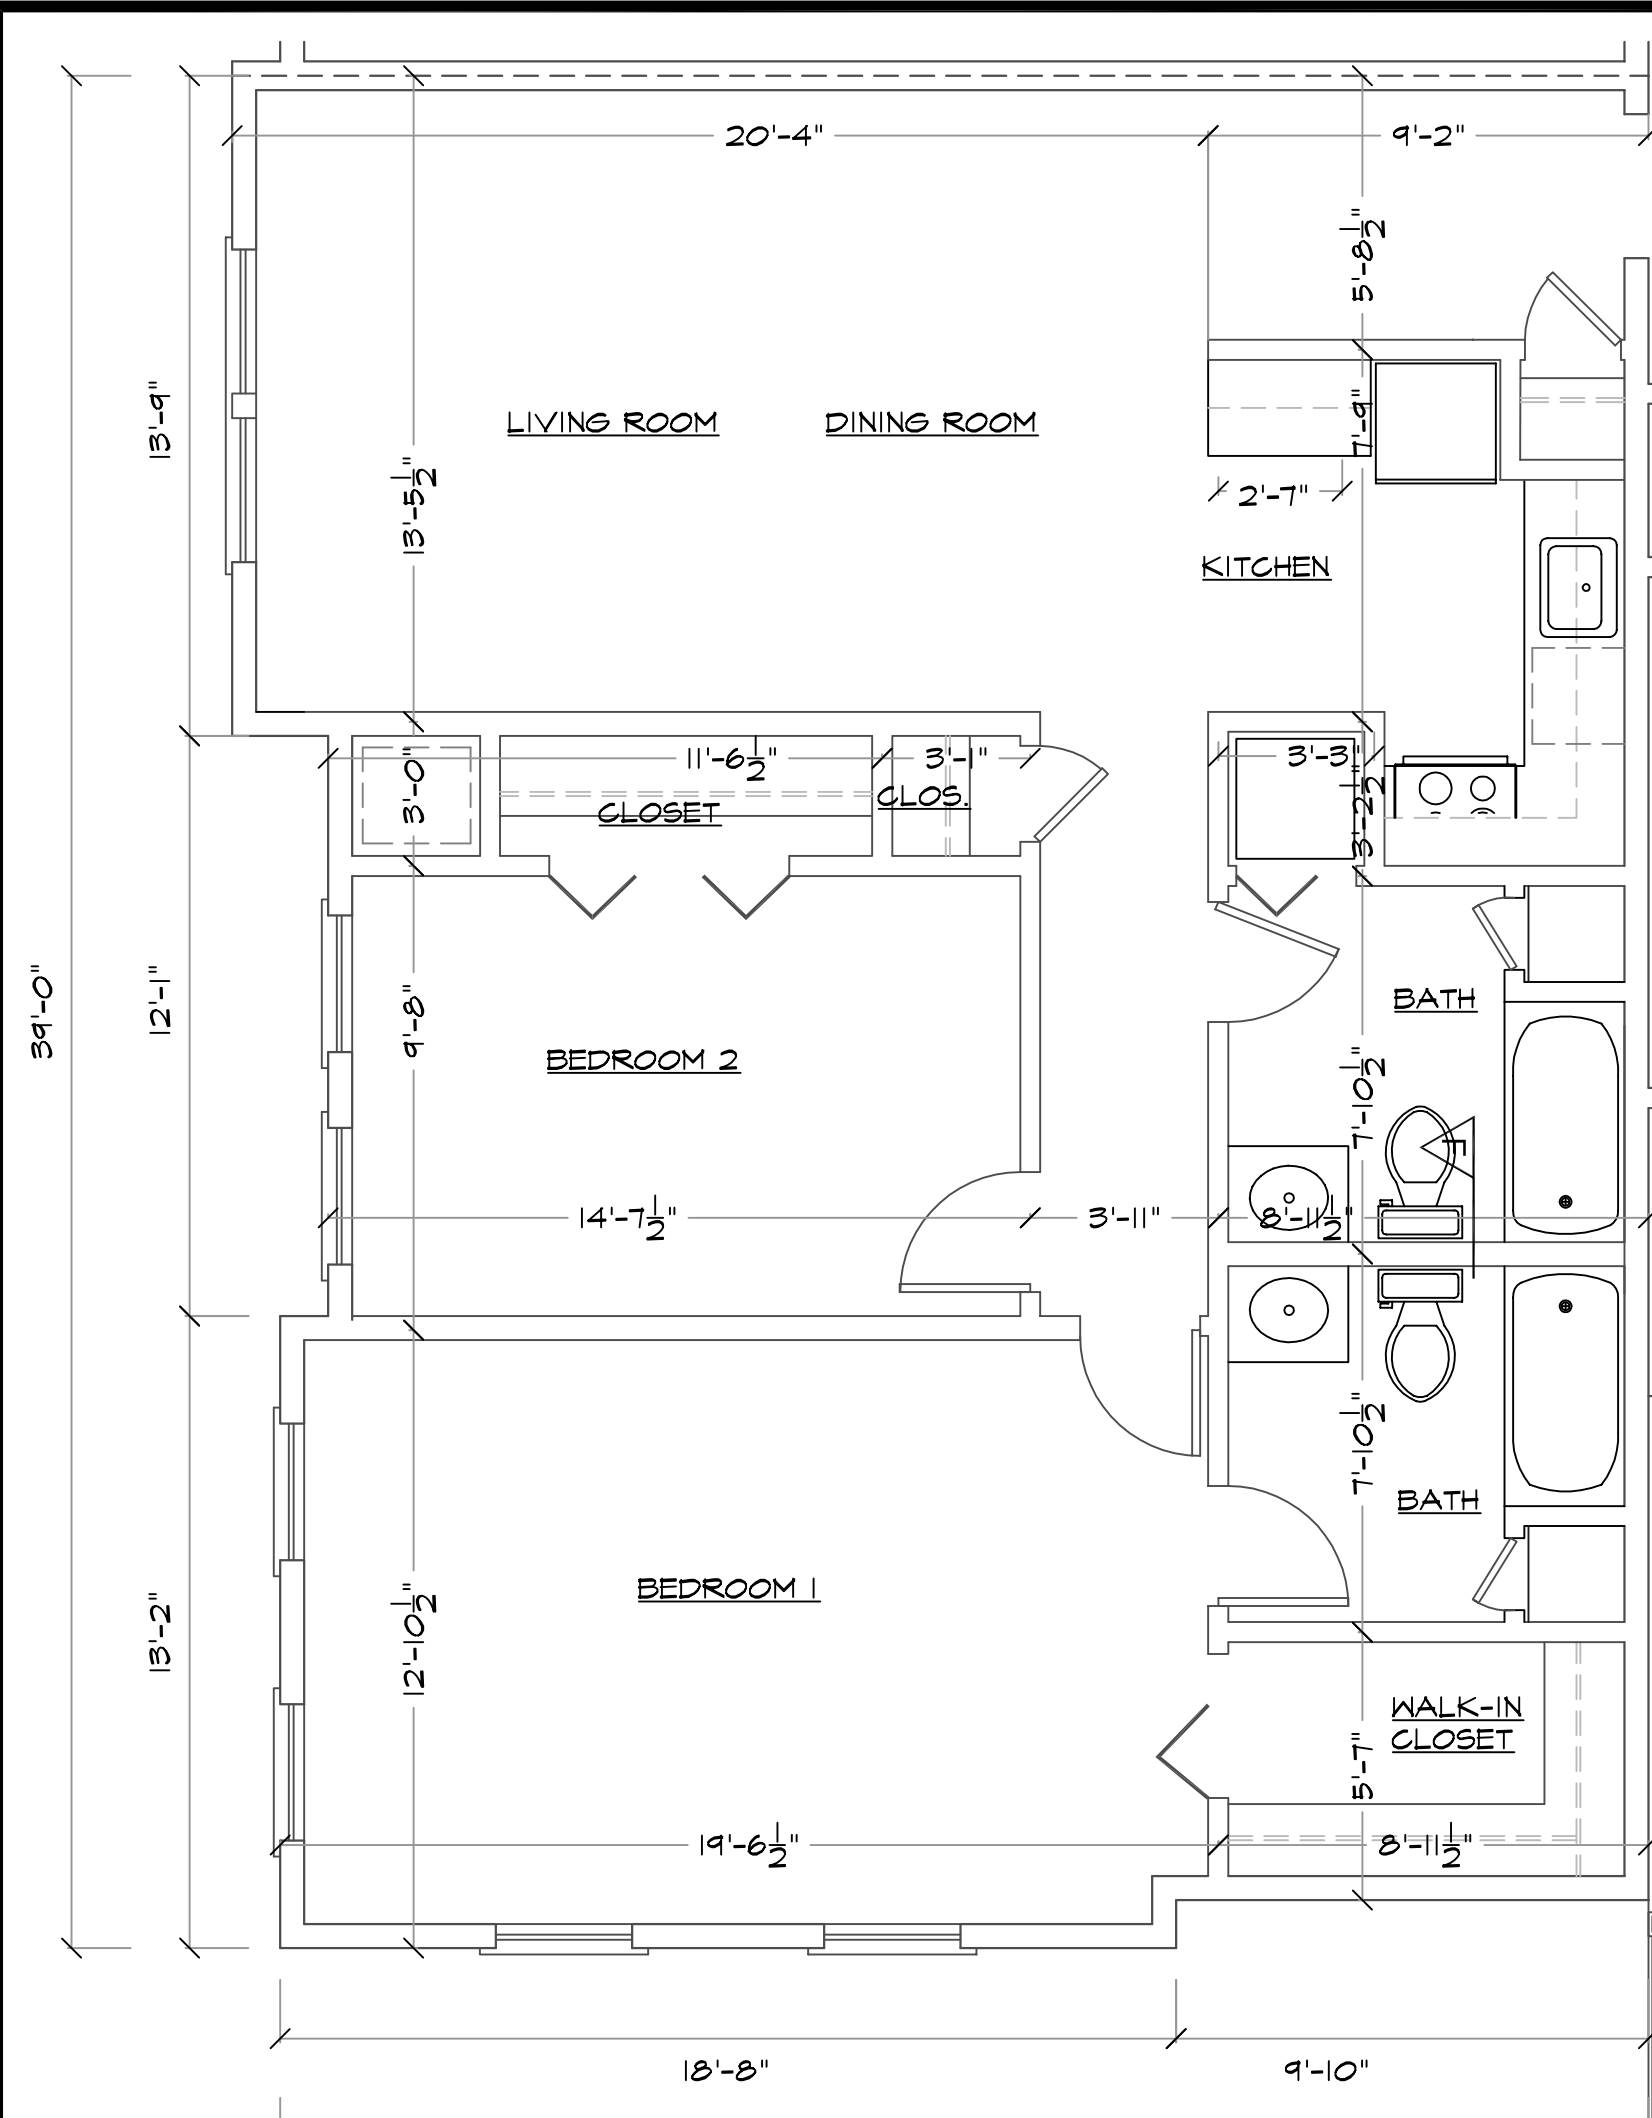 20'-4"
9'-2"
5'-8 1/2"
13'-9"
LIVING ROOM
DINING ROOM
7'-9"
13'-5 1/2"
2'-7"
KITCHEN
11'-6 1/2"
3'-1"
3'-3"
3'-0"
CLOSET
CLOS.
3'-2 1/2"
39'-0"
12'-1"
9'-8"
BATH
BEDROOM 2
7'-10 1/2"
F
14'-7 1/2"
3'-11"
8'-11 1/2"
7'-10 1/2"
BATH
BEDROOM 1
13'-2"
12'-10 1/2"
WALK-IN
CLOSET
5'-7"
19'-6 1/2"
8'-11 1/2"
18'-8"
9'-10"